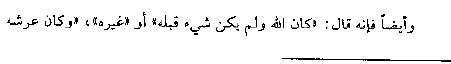 وأيضاً فإنه قال: «كان الله ولم يكن شيء قبله» أو «غيره»، «وكان عرشه